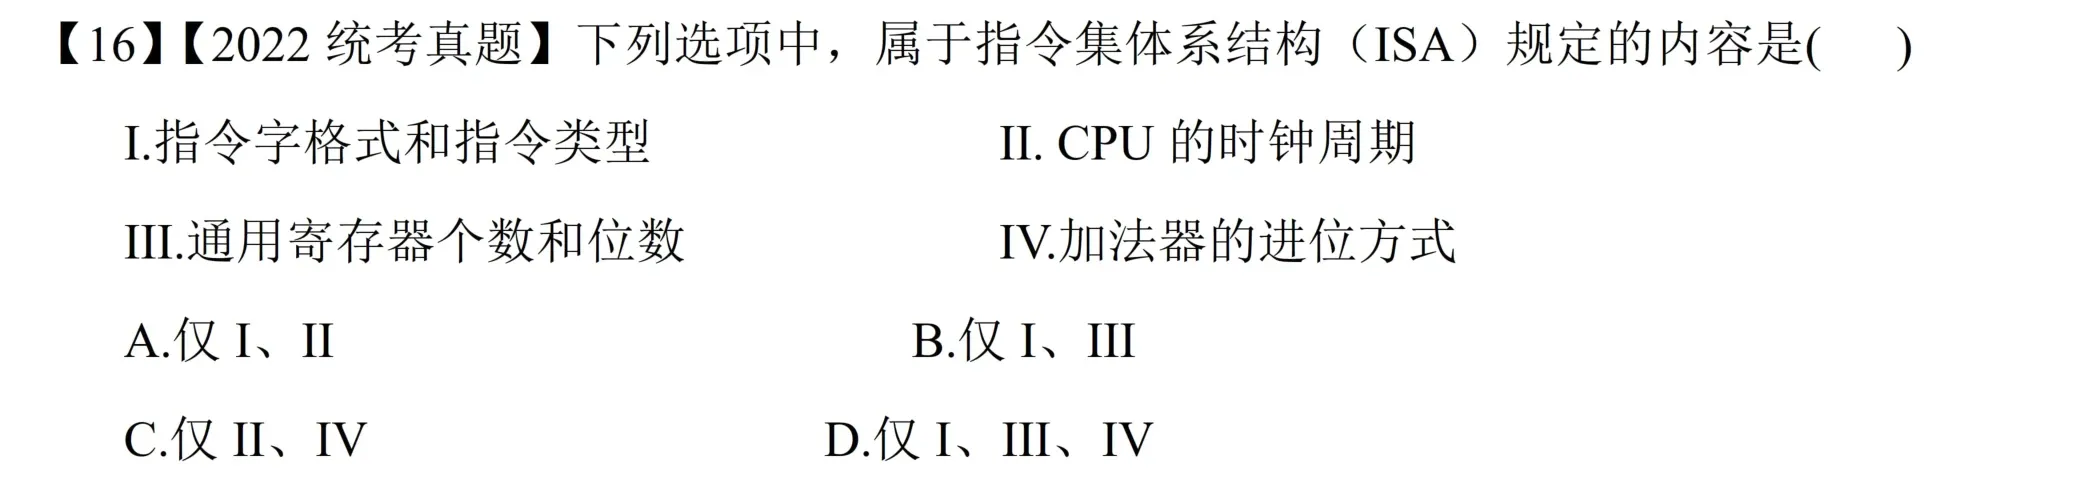 【16】【2022 统考真题】下列选项中，属于指令集体系结构（ISA）规定的内容是(    )
I.指令字格式和指令类型    II. CPU 的时钟周期
III.通用寄存器个数和位数    IV.加法器的进位方式
A.仅 I、II    B.仅 I、III
C.仅 II、IV    D.仅 I、III、IV